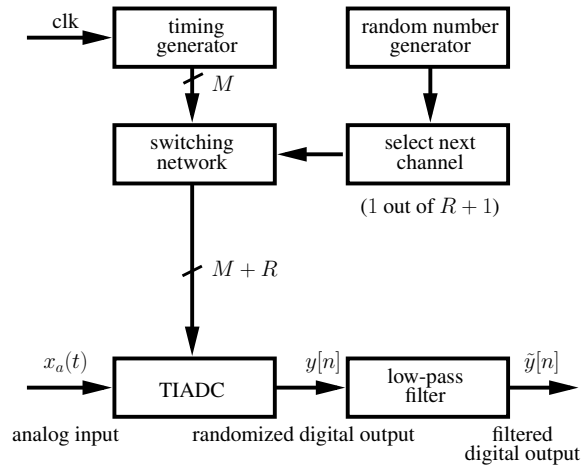 clk
timing
generator
random number
generator
M
switching
network
select next
channel
(1 out of R + 1)
M + R
x_a(t)
TIADC
y[n]
low-pass
filter
ỹ[n]
analog input
randomized digital output
filtered
digital output